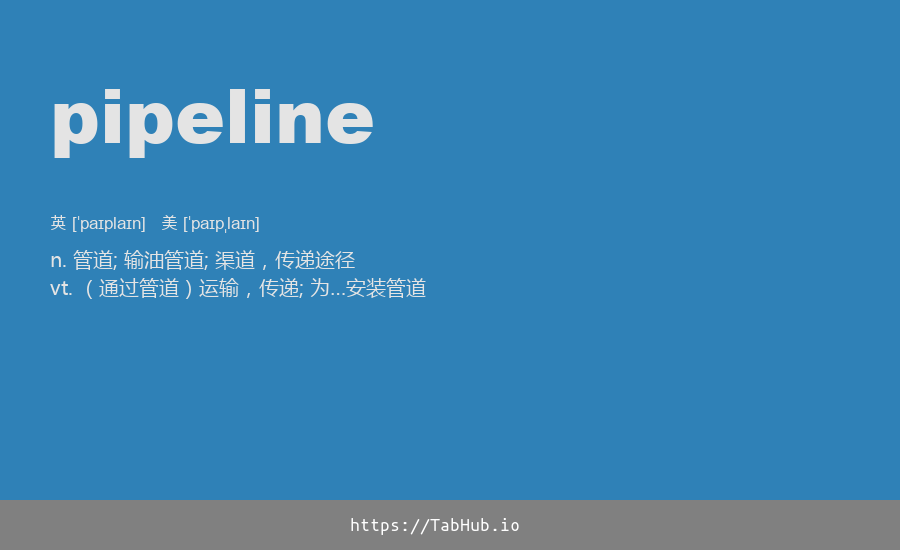 pipeline
英 [ˈpaɪplaɪn]   美 [ˈpaɪpˌlaɪn]
n. 管道; 输油管道; 渠道，传递途径
vt. （通过管道）运输，传递; 为…安装管道
https://TabHub.io